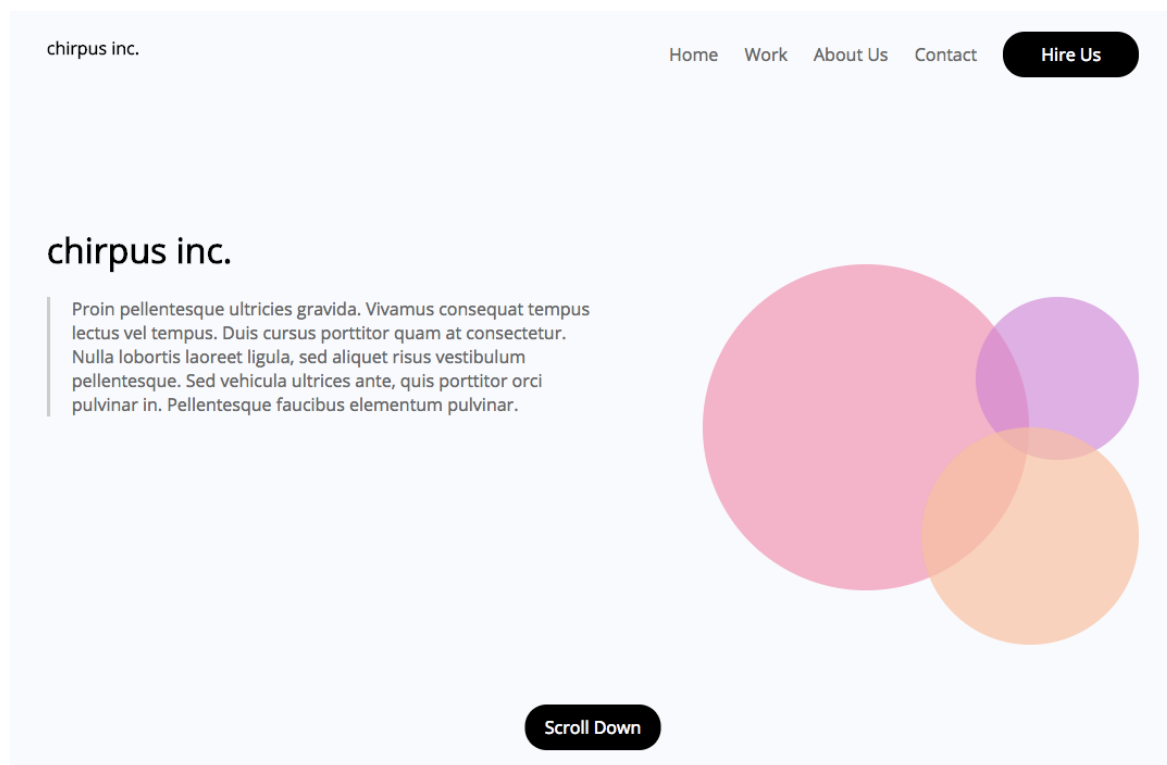 chirpus inc.
Home Work About Us Contact Hire Us
chirpus inc.
Proin pellentesque ultricies gravida. Vivamus consequat tempus
lectus vel tempus. Duis cursus porttitor quam at consectetur.
Nulla lobortis laoreet ligula, sed aliquet risus vestibulum
pellentesque. Sed vehicula ultrices ante, quis porttitor orci
pulvinar in. Pellentesque faucibus elementum pulvinar.
Scroll Down